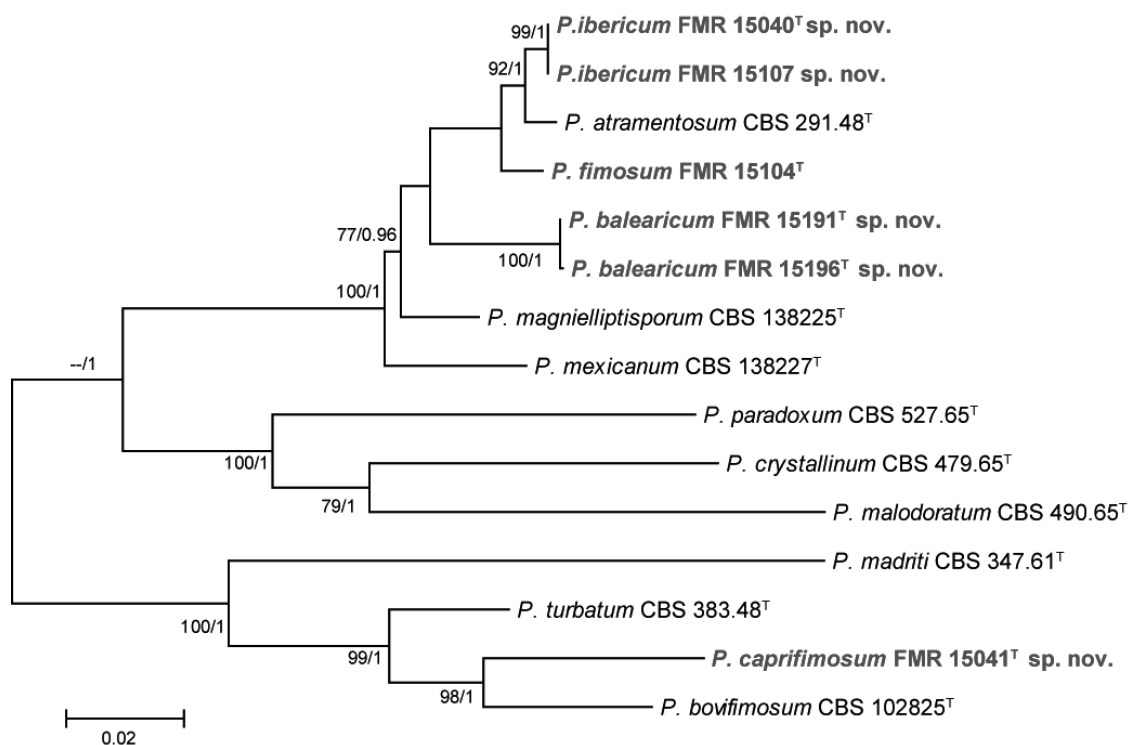 99/1
P.ibericum FMR 15040ᵀ sp. nov.
92/1
P.ibericum FMR 15107 sp. nov.
P. atramentosum CBS 291.48ᵀ
P. fimosum FMR 15104ᵀ
77/0.96
P. balearicum FMR 15191ᵀ sp. nov.
100/1
P. balearicum FMR 15196ᵀ sp. nov.
100/1
P. magnielliptisporum CBS 138225ᵀ
--/1
P. mexicanum CBS 138227ᵀ
P. paradoxum CBS 527.65ᵀ
100/1
P. crystallinum CBS 479.65ᵀ
79/1
P. malodoratum CBS 490.65ᵀ
P. madriti CBS 347.61ᵀ
100/1
P. turbatum CBS 383.48ᵀ
99/1
P. caprifimosum FMR 15041ᵀ sp. nov.
98/1
P. bovifimosum CBS 102825ᵀ
0.02